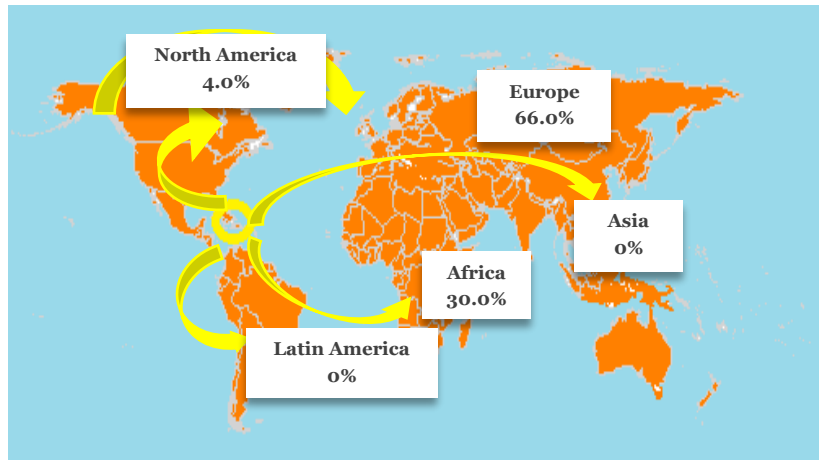 North America
4.0%
Europe
66.0%
Asia
0%
Africa
30.0%
Latin America
0%